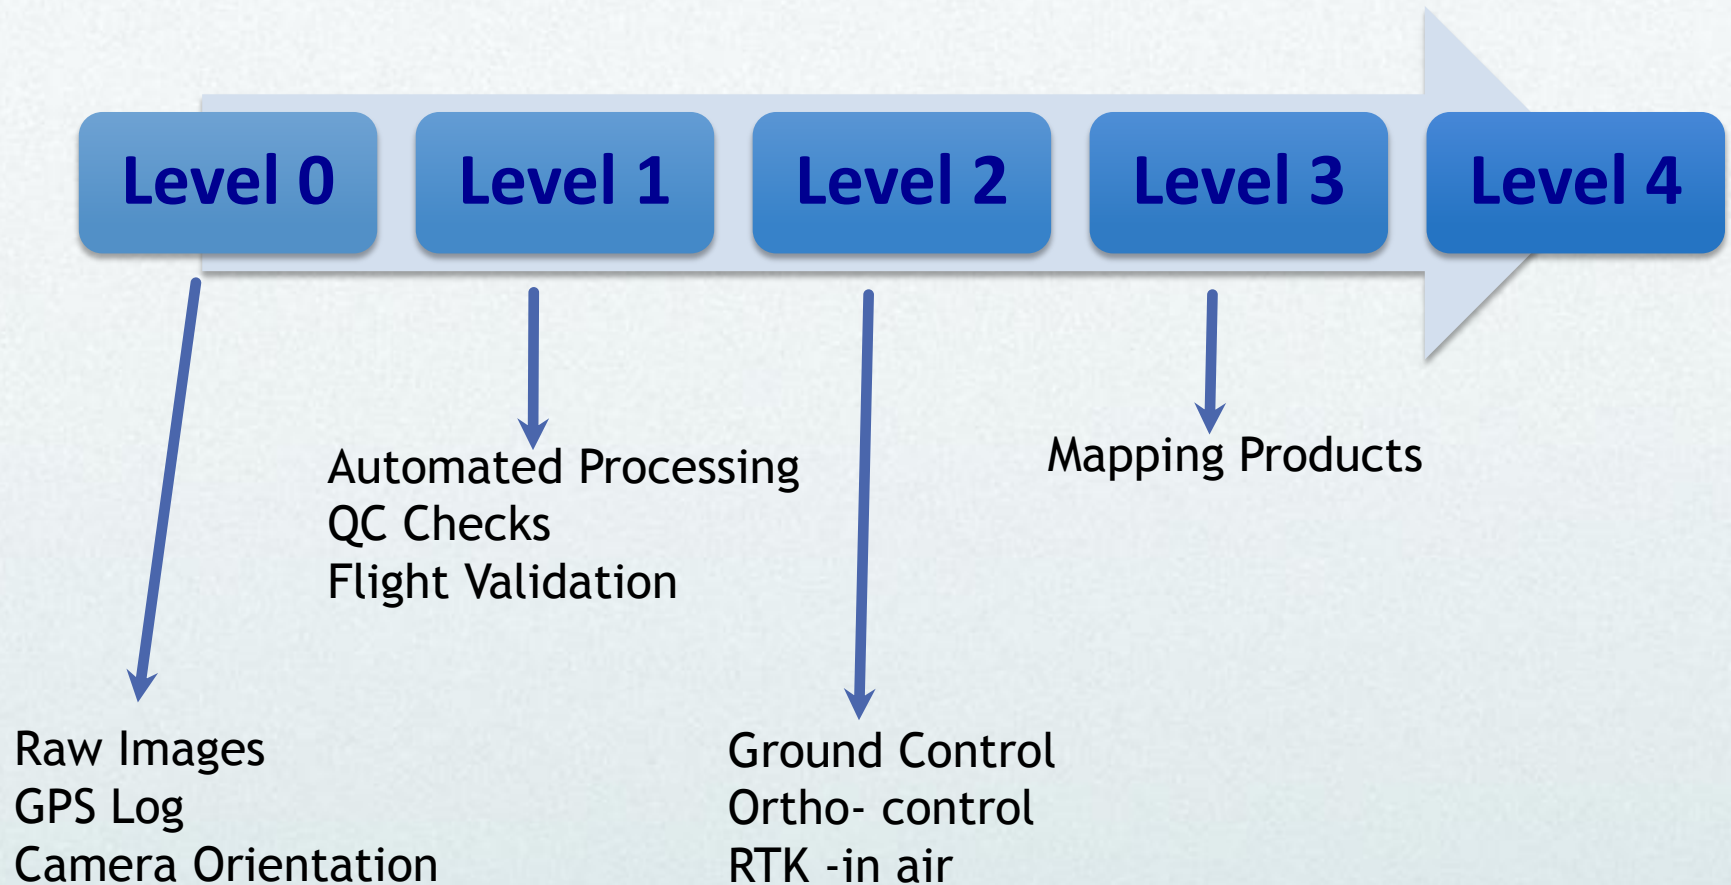 Level 0
Level 1
Level 2
Level 3
Level 4
Automated Processing
QC Checks
Flight Validation
Mapping Products
Raw Images
GPS Log
Camera Orientation
Ground Control
Ortho- control
RTK -in air